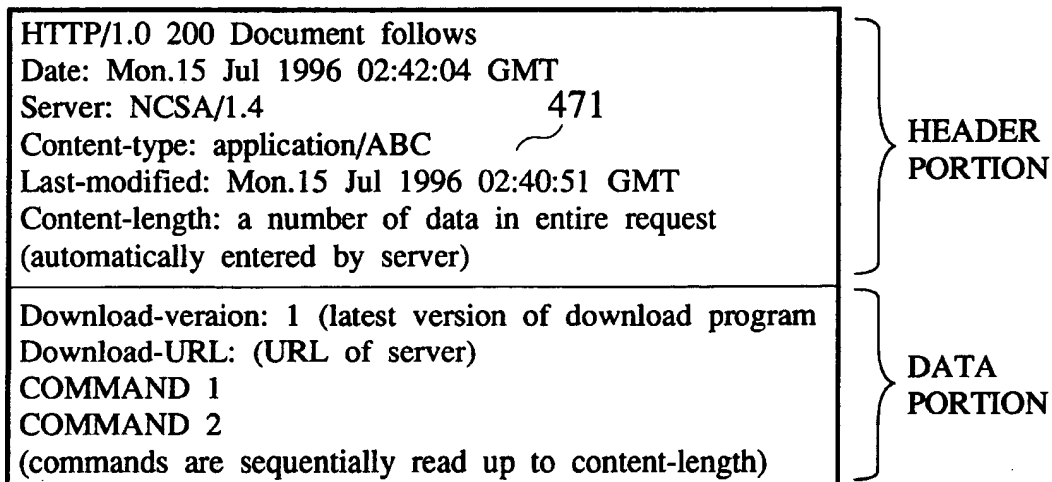 HTTP/1.0 200 Document follows
Date: Mon.15 Jul 1996 02:42:04 GMT
Server: NCSA/1.4
471
Content-type: application/ABC
Last-modified: Mon.15 Jul 1996 02:40:51 GMT
Content-length: a number of data in entire request
(automatically entered by server)
HEADER
PORTION
Download-veraion: 1 (latest version of download program
Download-URL: (URL of server)
COMMAND 1
COMMAND 2
(commands are sequentially read up to content-length)
DATA
PORTION